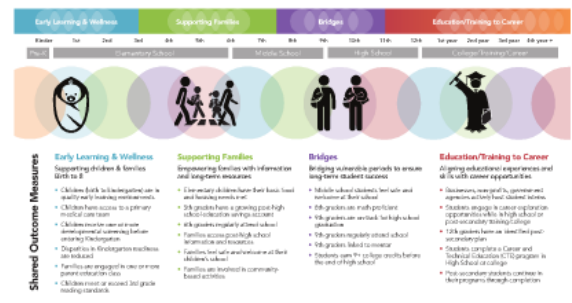 Early Learning & Wellness
Supporting Families
Bridges
Education/Training to Career
Kinder 1st 2nd 3rd 4th 5th 6th 7th 8th 9th 10th 11th 12th 1st year 2nd year 3rd year 4th year +
Pre-K
Elementary School
Middle School
High School
College/Training/Career
Shared Outcome Measures
Early Learning & Wellness
Supporting children & families
Birth to 8
• Children (birth to kindergarten) are in
quality early learning environments
• Children have access to a primary
medical care team
• Children receive one or more
developmental screening before
entering Kindergarten
• Disparities in Kindergarten readiness
are reduced
• Families are engaged in one or more
parent education class
• Children meet or exceed 3rd grade
reading standards
Supporting Families
Empowering families with information
and long-term resources
• Elementary children have their basic food
and housing needs met
• 5th graders have a growing post-high
school education savings account
• 6th graders regularly attend school
• Families access post-high school
information and resources
• Families feel safe and welcome at their
children's school
• Families are involved in community-
based activities
Bridges
Bridging vulnerable periods to ensure
long-term student success
• Middle school students feel safe and
welcome at their school
• 8th graders are math proficient
• 9th graders are on track for high school
graduation
• 9th graders regularly attend school
• 9th graders linked to mentor
• Students earn 9+ college credits before
the end of high school
Education/Training to Career
Aligning educational experiences and
skills with career opportunities
• Businesses, non-profits, government
agencies actively host student interns
• Students engage in career exploration
opportunities while in high school or
post-secondary training/college
• 12th graders have an identified post-
secondary plan
• Students complete a Career and
Technical Education (CTE) program in
High School or college
• Post-secondary students continue in
their programs through completion